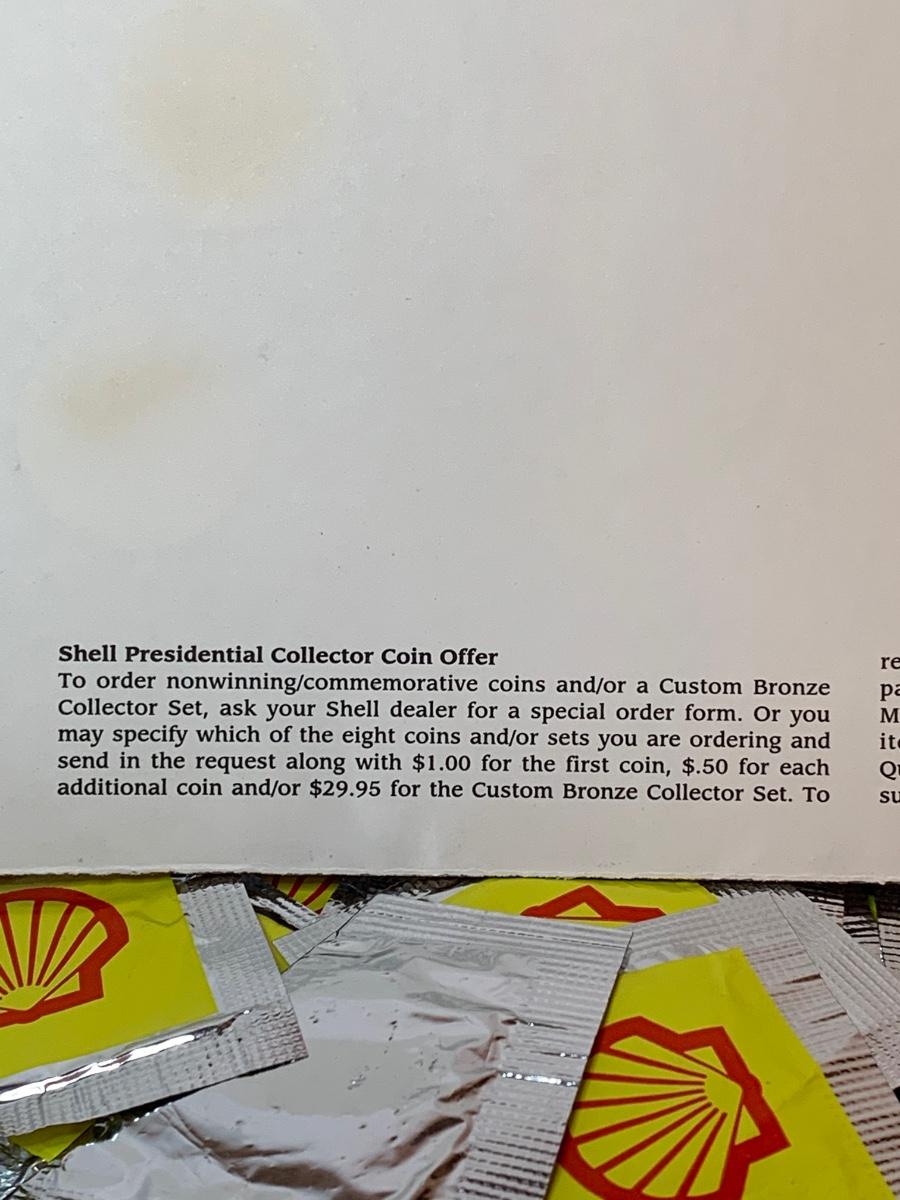 Shell Presidential Collector Coin Offer
To order nonwinning/commemorative coins and/or a Custom Bronze
Collector Set, ask your Shell dealer for a special order form. Or you
may specify which of the eight coins and/or sets you are ordering and
send in the request along with $1.00 for the first coin, $.50 for each
additional coin and/or $29.95 for the Custom Bronze Collector Set. To